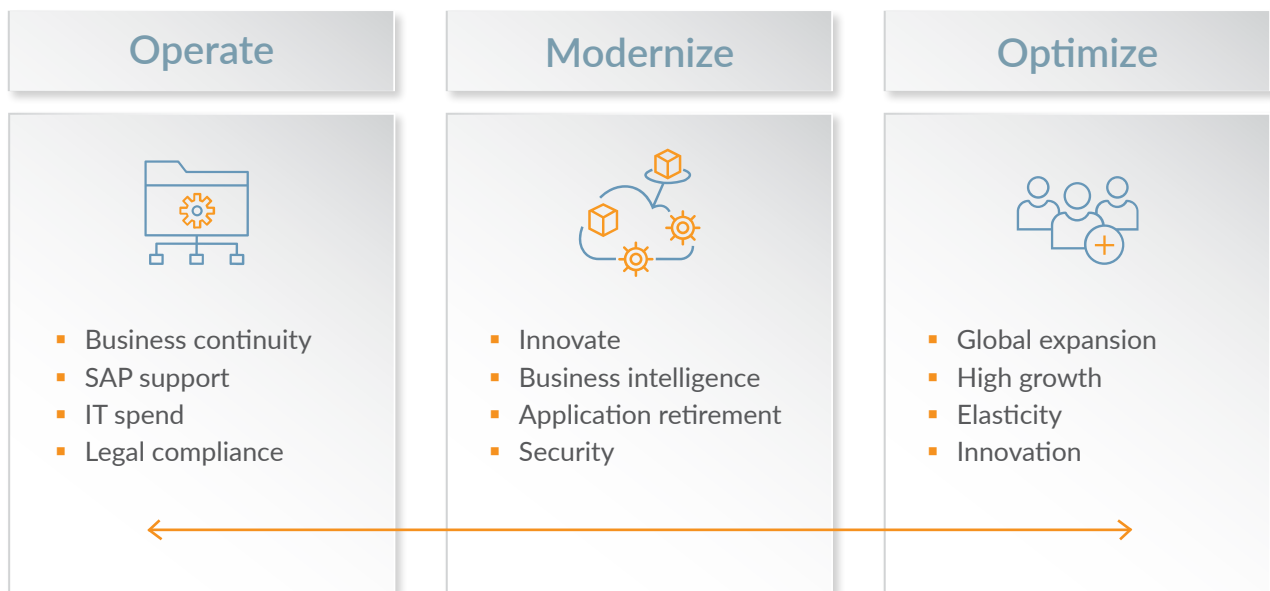 Operate
Modernize
Optimize
Business continuity
SAP support
IT spend
Legal compliance
Innovate
Business intelligence
Application retirement
Security
Global expansion
High growth
Elasticity
Innovation